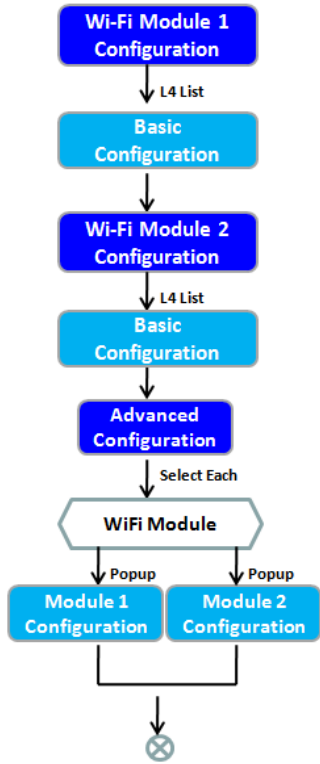 Wi-Fi Module 1
Configuration
L4 List
Basic
Configuration
Wi-Fi Module 2
Configuration
L4 List
Basic
Configuration
Advanced
Configuration
Select Each
WiFi Module
Popup
Popup
Module 1
Configuration
Module 2
Configuration